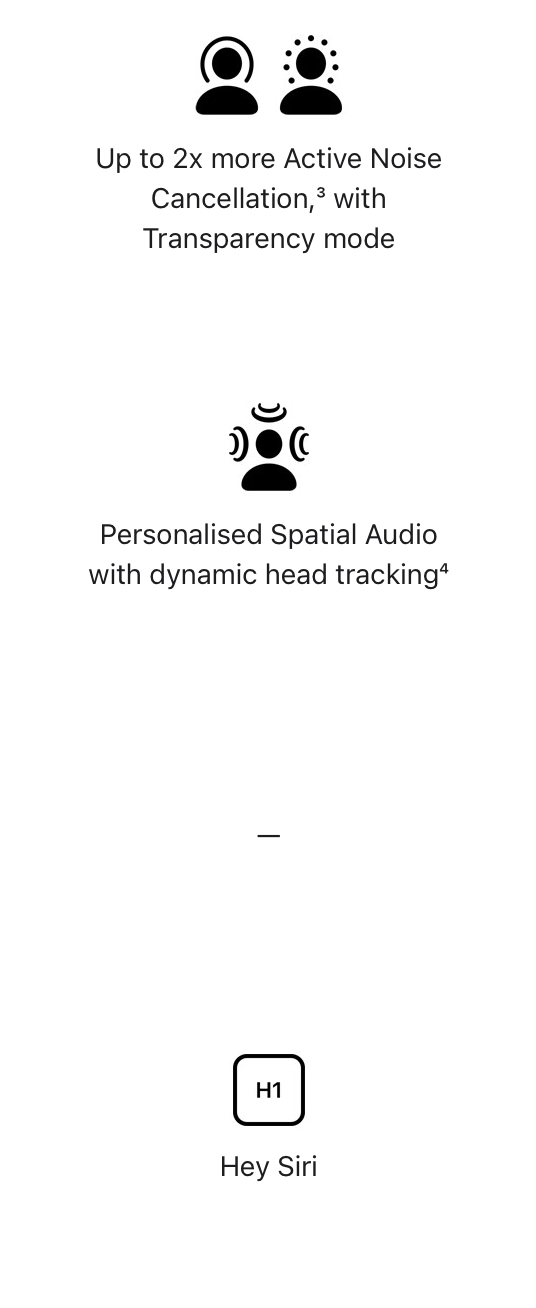 Up to 2x more Active Noise
Cancellation,³ with
Transparency mode
Personalised Spatial Audio
with dynamic head tracking⁴
—
H1
Hey Siri